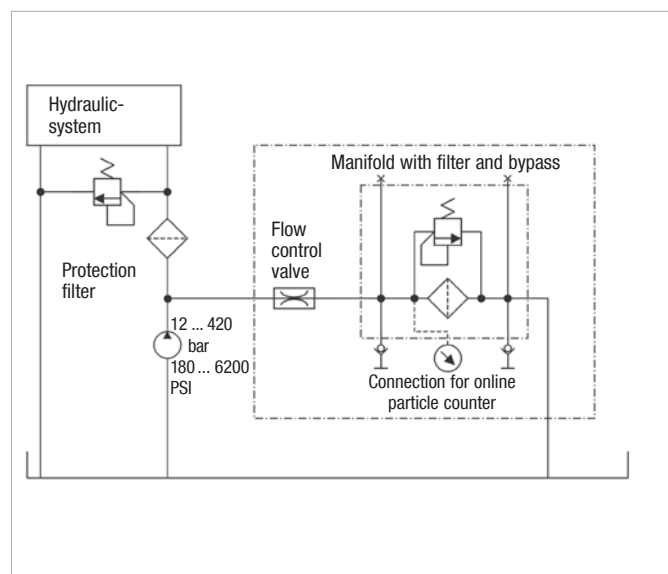 Hydraulic-
system
Manifold with filter and bypass
Flow
control
valve
Protection
filter
12 ... 420
bar
180 ... 6200
PSI
Connection for online
particle counter